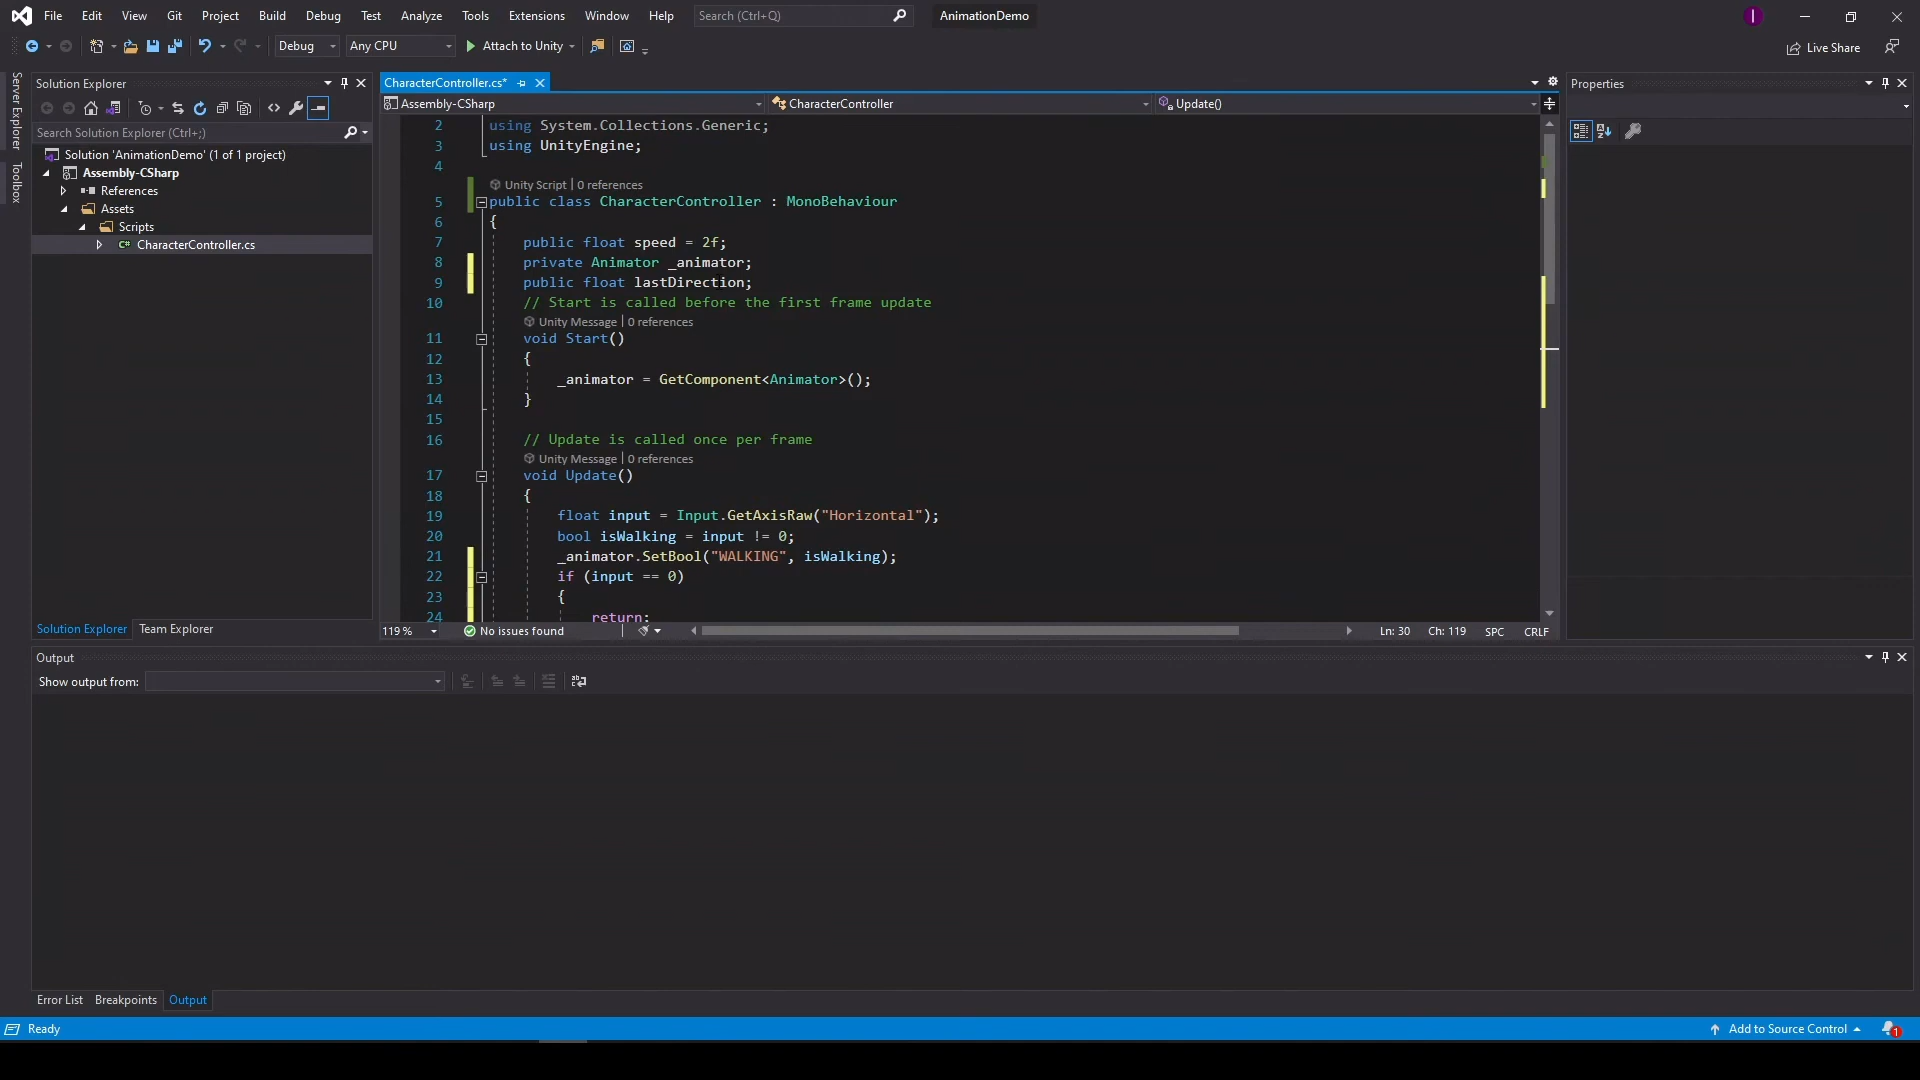 File Edit View Git Project Build Debug Test Analyze Tools Extensions Window Help Search (Ctrl+Q) AnimationDemo I
Debug Any CPU Attach to Unity Live Share
Server Explorer
Toolbox
Solution Explorer
Search Solution Explorer (Ctrl+;)
Solution 'AnimationDemo' (1 of 1 project)
Assembly-CSharp
References
Assets
Scripts
C# CharacterController.cs
Solution Explorer Team Explorer
CharacterController.cs*
Assembly-CSharp CharacterController Update()
2 using System.Collections.Generic;
3 using UnityEngine;
4
Unity Script | 0 references
5 public class CharacterController : MonoBehaviour
6 {
7 public float speed = 2f;
8 private Animator _animator;
9 public float lastDirection;
10 // Start is called before the first frame update
Unity Message | 0 references
11 void Start()
12 {
13 _animator = GetComponent<Animator>();
14 }
15
16 // Update is called once per frame
Unity Message | 0 references
17 void Update()
18 {
19 float input = Input.GetAxisRaw("Horizontal");
20 bool isWalking = input != 0;
21 _animator.SetBool("WALKING", isWalking);
22 if (input == 0)
23 {
24 return;
119 % No issues found Ln: 30 Ch: 119 SPC CRLF
Properties
Output
Show output from:
Error List Breakpoints Output
Ready Add to Source Control 1